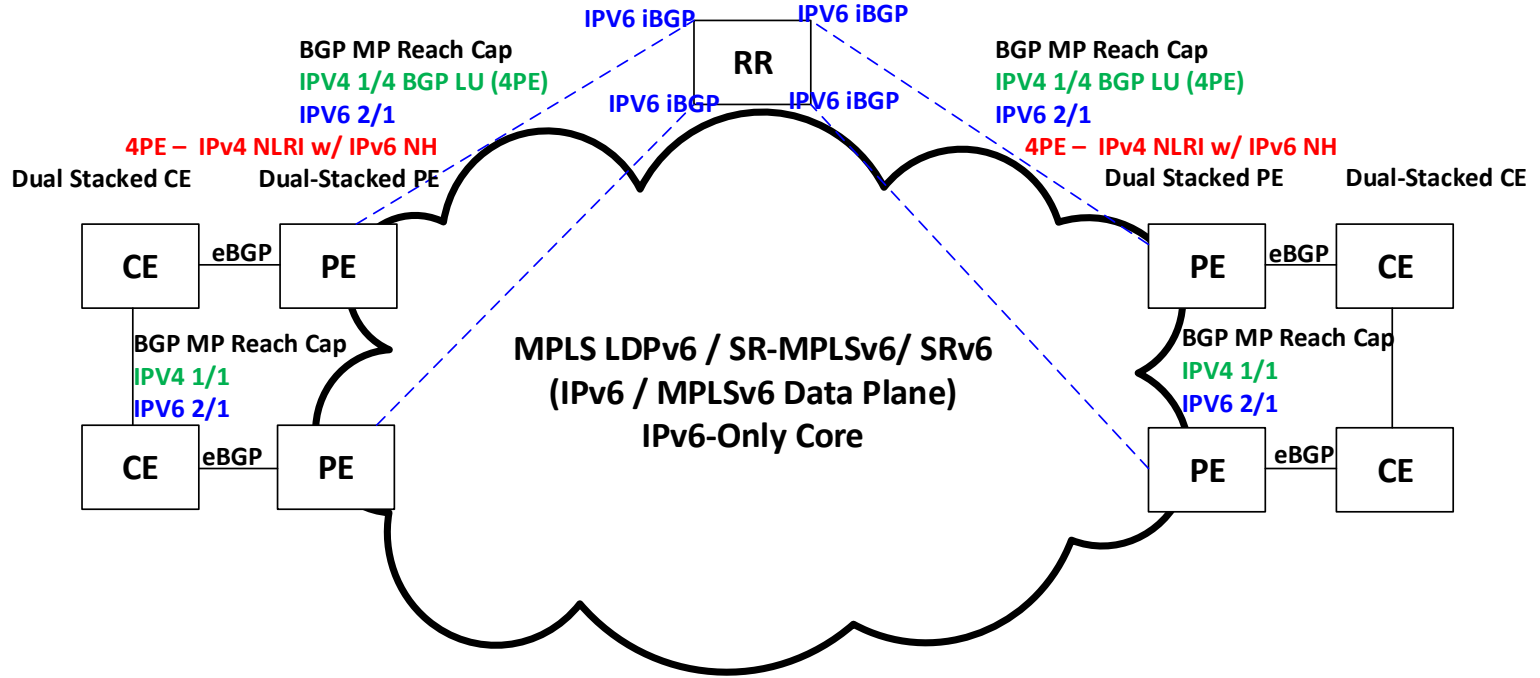 IPV6 iBGP
IPV6 iBGP
RR
IPV6 iBGP
IPV6 iBGP
BGP MP Reach Cap
IPV4 1/4 BGP LU (4PE)
IPV6 2/1
4PE – IPv4 NLRI w/ IPv6 NH
BGP MP Reach Cap
IPV4 1/4 BGP LU (4PE)
IPV6 2/1
4PE – IPv4 NLRI w/ IPv6 NH
Dual Stacked CE
Dual-Stacked PE
Dual Stacked PE
Dual-Stacked CE
CE
eBGP
PE
PE
eBGP
CE
BGP MP Reach Cap
IPV4 1/1
IPV6 2/1
MPLS LDPv6 / SR-MPLSv6/ SRv6
(IPv6 / MPLSv6 Data Plane)
IPv6-Only Core
BGP MP Reach Cap
IPV4 1/1
IPV6 2/1
CE
eBGP
PE
PE
eBGP
CE